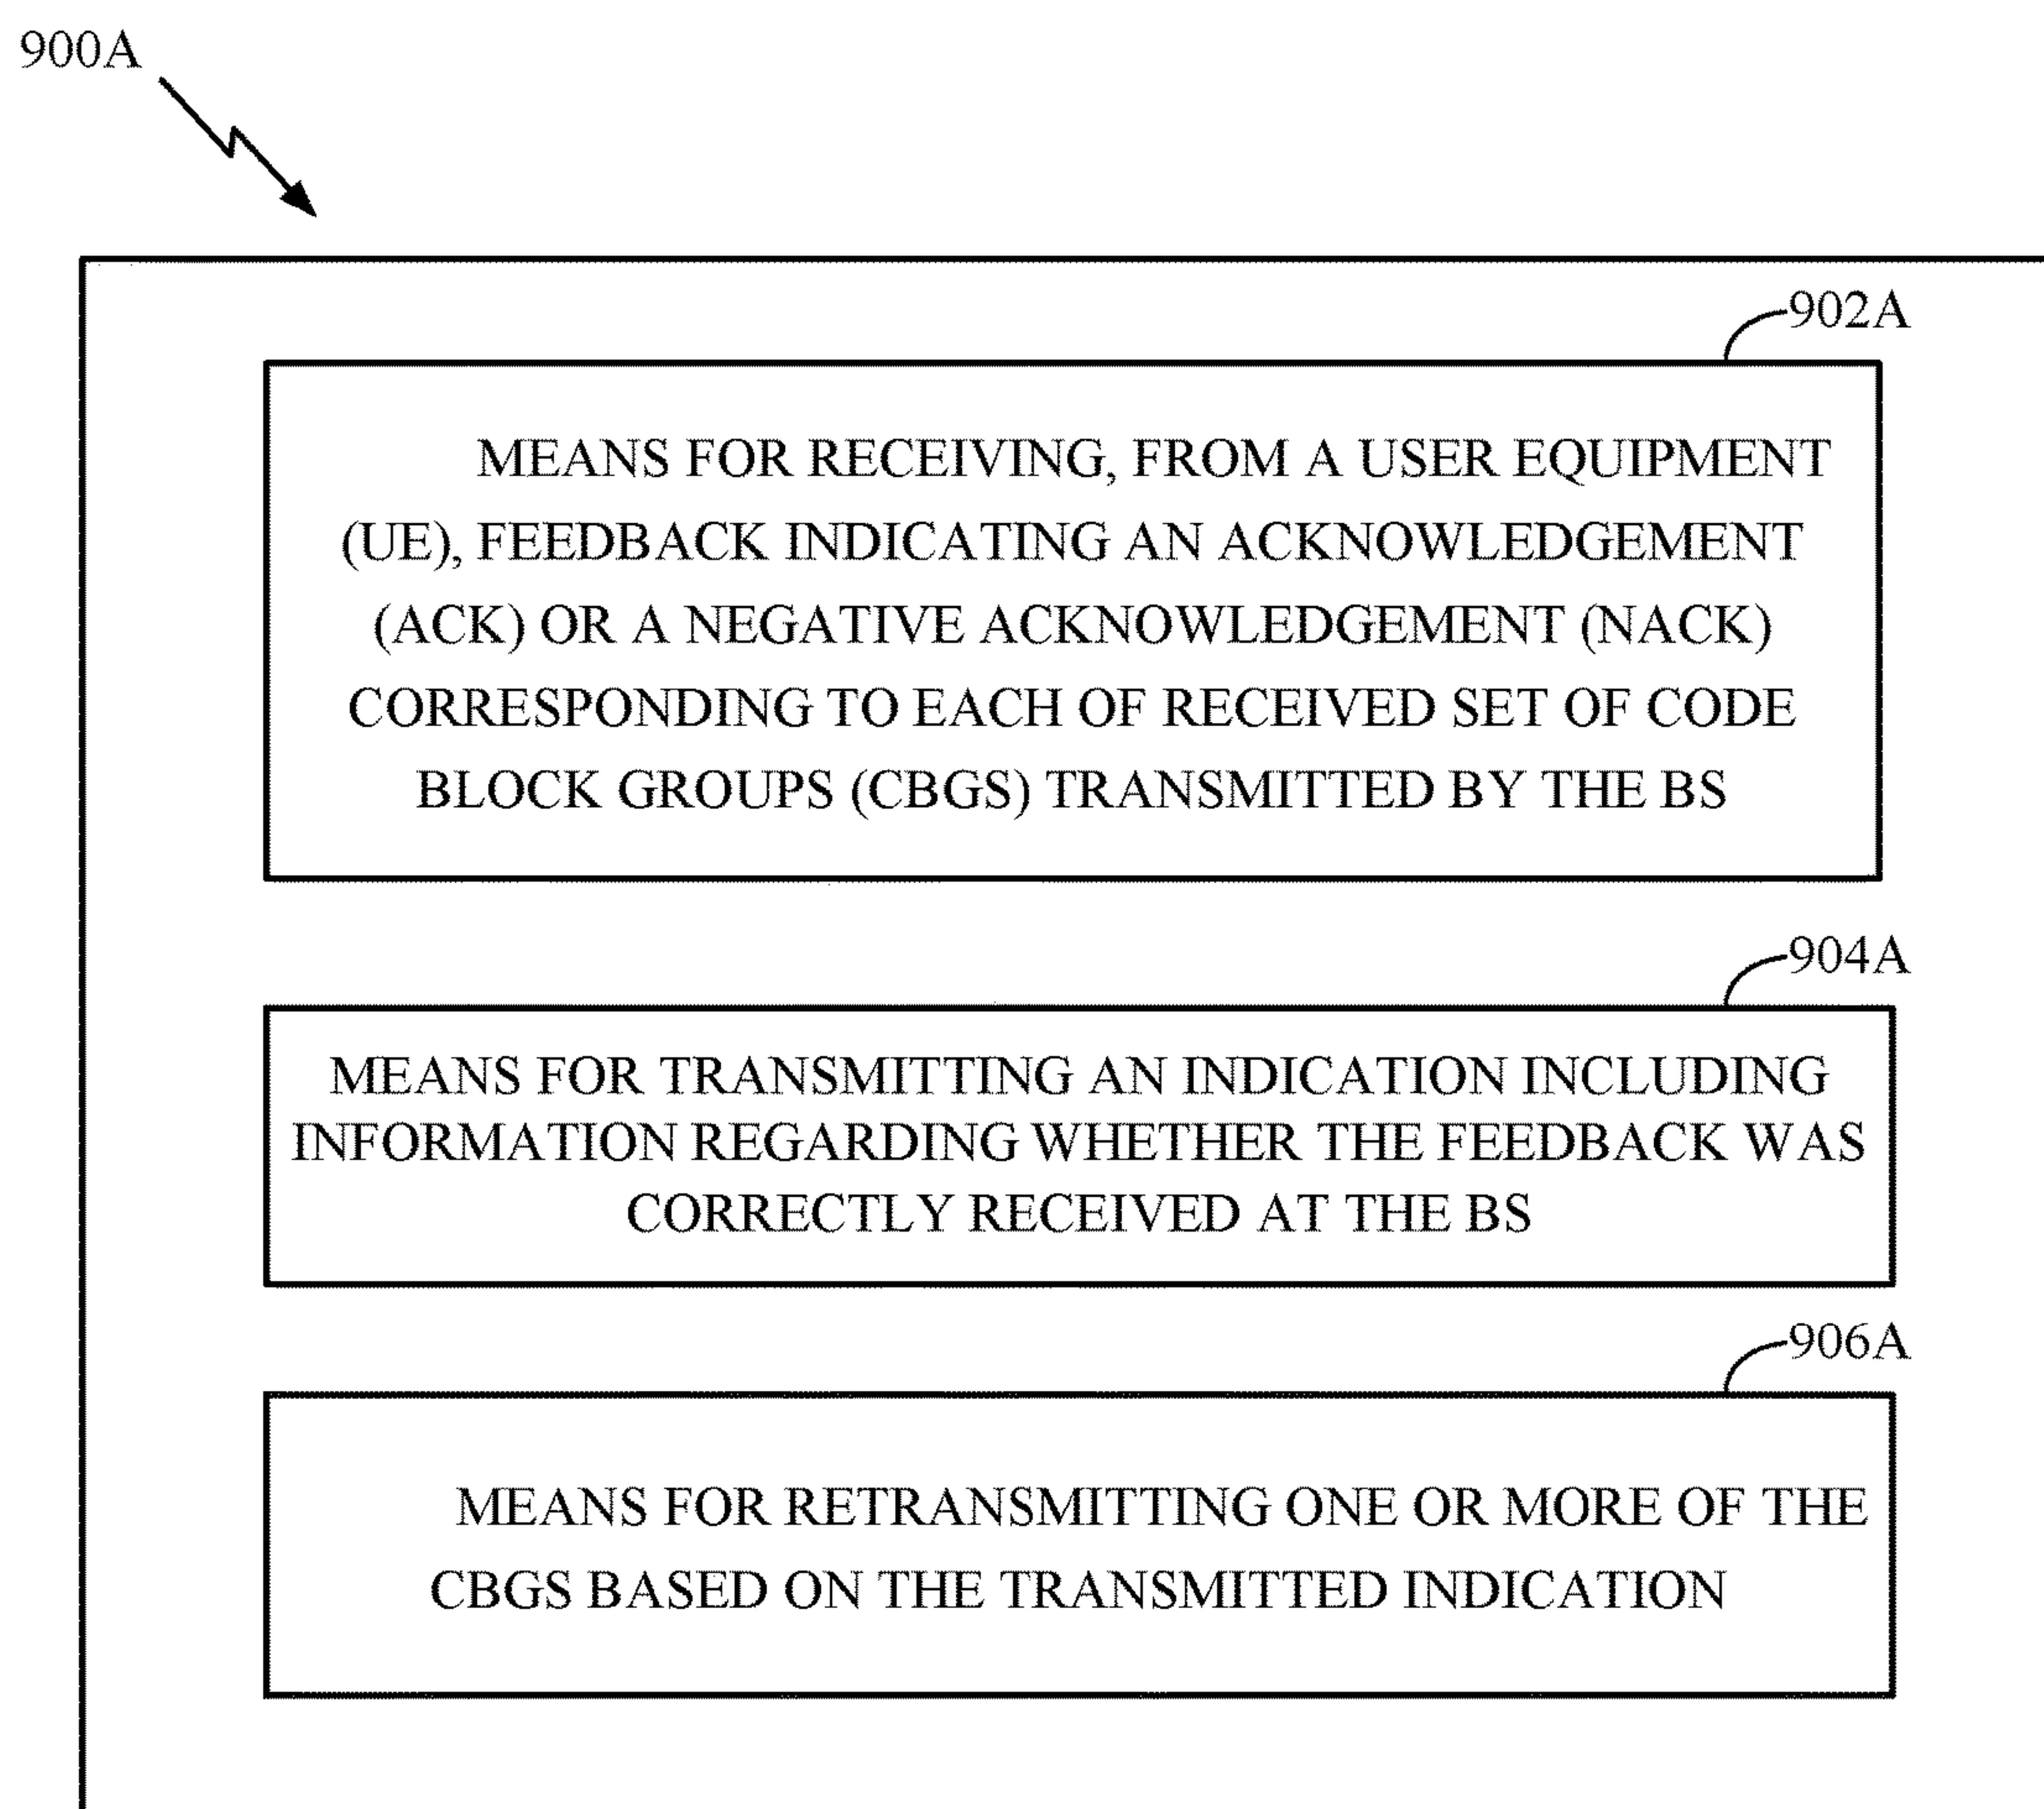 900A
902A
MEANS FOR RECEIVING, FROM A USER EQUIPMENT
(UE), FEEDBACK INDICATING AN ACKNOWLEDGEMENT
(ACK) OR A NEGATIVE ACKNOWLEDGEMENT (NACK)
CORRESPONDING TO EACH OF RECEIVED SET OF CODE
BLOCK GROUPS (CBGS) TRANSMITTED BY THE BS
904A
MEANS FOR TRANSMITTING AN INDICATION INCLUDING
INFORMATION REGARDING WHETHER THE FEEDBACK WAS
CORRECTLY RECEIVED AT THE BS
906A
MEANS FOR RETRANSMITTING ONE OR MORE OF THE
CBGS BASED ON THE TRANSMITTED INDICATION